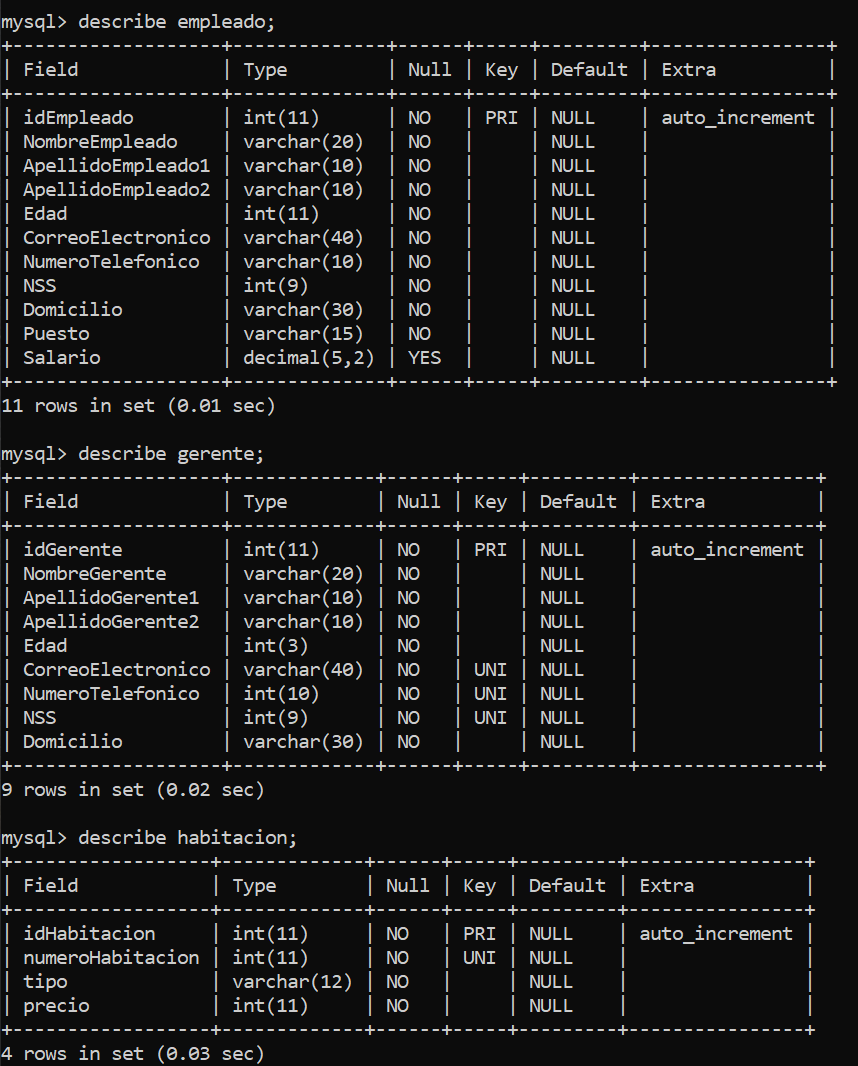 mysql> describe empleado;
+-------------------+--------------+------+-----+---------+----------------+
| Field             | Type         | Null | Key | Default | Extra          |
+-------------------+--------------+------+-----+---------+----------------+
| idEmpleado        | int(11)      | NO   | PRI | NULL    | auto_increment |
| NombreEmpleado    | varchar(20)  | NO   |     | NULL    |                |
| ApellidoEmpleado1 | varchar(10)  | NO   |     | NULL    |                |
| ApellidoEmpleado2 | varchar(10)  | NO   |     | NULL    |                |
| Edad              | int(11)      | NO   |     | NULL    |                |
| CorreoElectronico | varchar(40)  | NO   |     | NULL    |                |
| NumeroTelefonico  | varchar(10)  | NO   |     | NULL    |                |
| NSS               | int(9)       | NO   |     | NULL    |                |
| Domicilio         | varchar(30)  | NO   |     | NULL    |                |
| Puesto            | varchar(15)  | NO   |     | NULL    |                |
| Salario           | decimal(5,2) | YES  |     | NULL    |                |
+-------------------+--------------+------+-----+---------+----------------+
11 rows in set (0.01 sec)

mysql> describe gerente;
+-------------------+-------------+------+-----+---------+----------------+
| Field             | Type        | Null | Key | Default | Extra          |
+-------------------+-------------+------+-----+---------+----------------+
| idGerente         | int(11)     | NO   | PRI | NULL    | auto_increment |
| NombreGerente     | varchar(20) | NO   |     | NULL    |                |
| ApellidoGerente1  | varchar(10) | NO   |     | NULL    |                |
| ApellidoGerente2  | varchar(10) | NO   |     | NULL    |                |
| Edad              | int(3)      | NO   |     | NULL    |                |
| CorreoElectronico | varchar(40) | NO   | UNI | NULL    |                |
| NumeroTelefonico  | int(10)     | NO   | UNI | NULL    |                |
| NSS               | int(9)      | NO   | UNI | NULL    |                |
| Domicilio         | varchar(30) | NO   |     | NULL    |                |
+-------------------+-------------+------+-----+---------+----------------+
9 rows in set (0.02 sec)

mysql> describe habitacion;
+------------------+-------------+------+-----+---------+----------------+
| Field            | Type        | Null | Key | Default | Extra          |
+------------------+-------------+------+-----+---------+----------------+
| idHabitacion     | int(11)     | NO   | PRI | NULL    | auto_increment |
| numeroHabitacion | int(11)     | NO   | UNI | NULL    |                |
| tipo             | varchar(12) | NO   |     | NULL    |                |
| precio           | int(11)     | NO   |     | NULL    |                |
+------------------+-------------+------+-----+---------+----------------+
4 rows in set (0.03 sec)